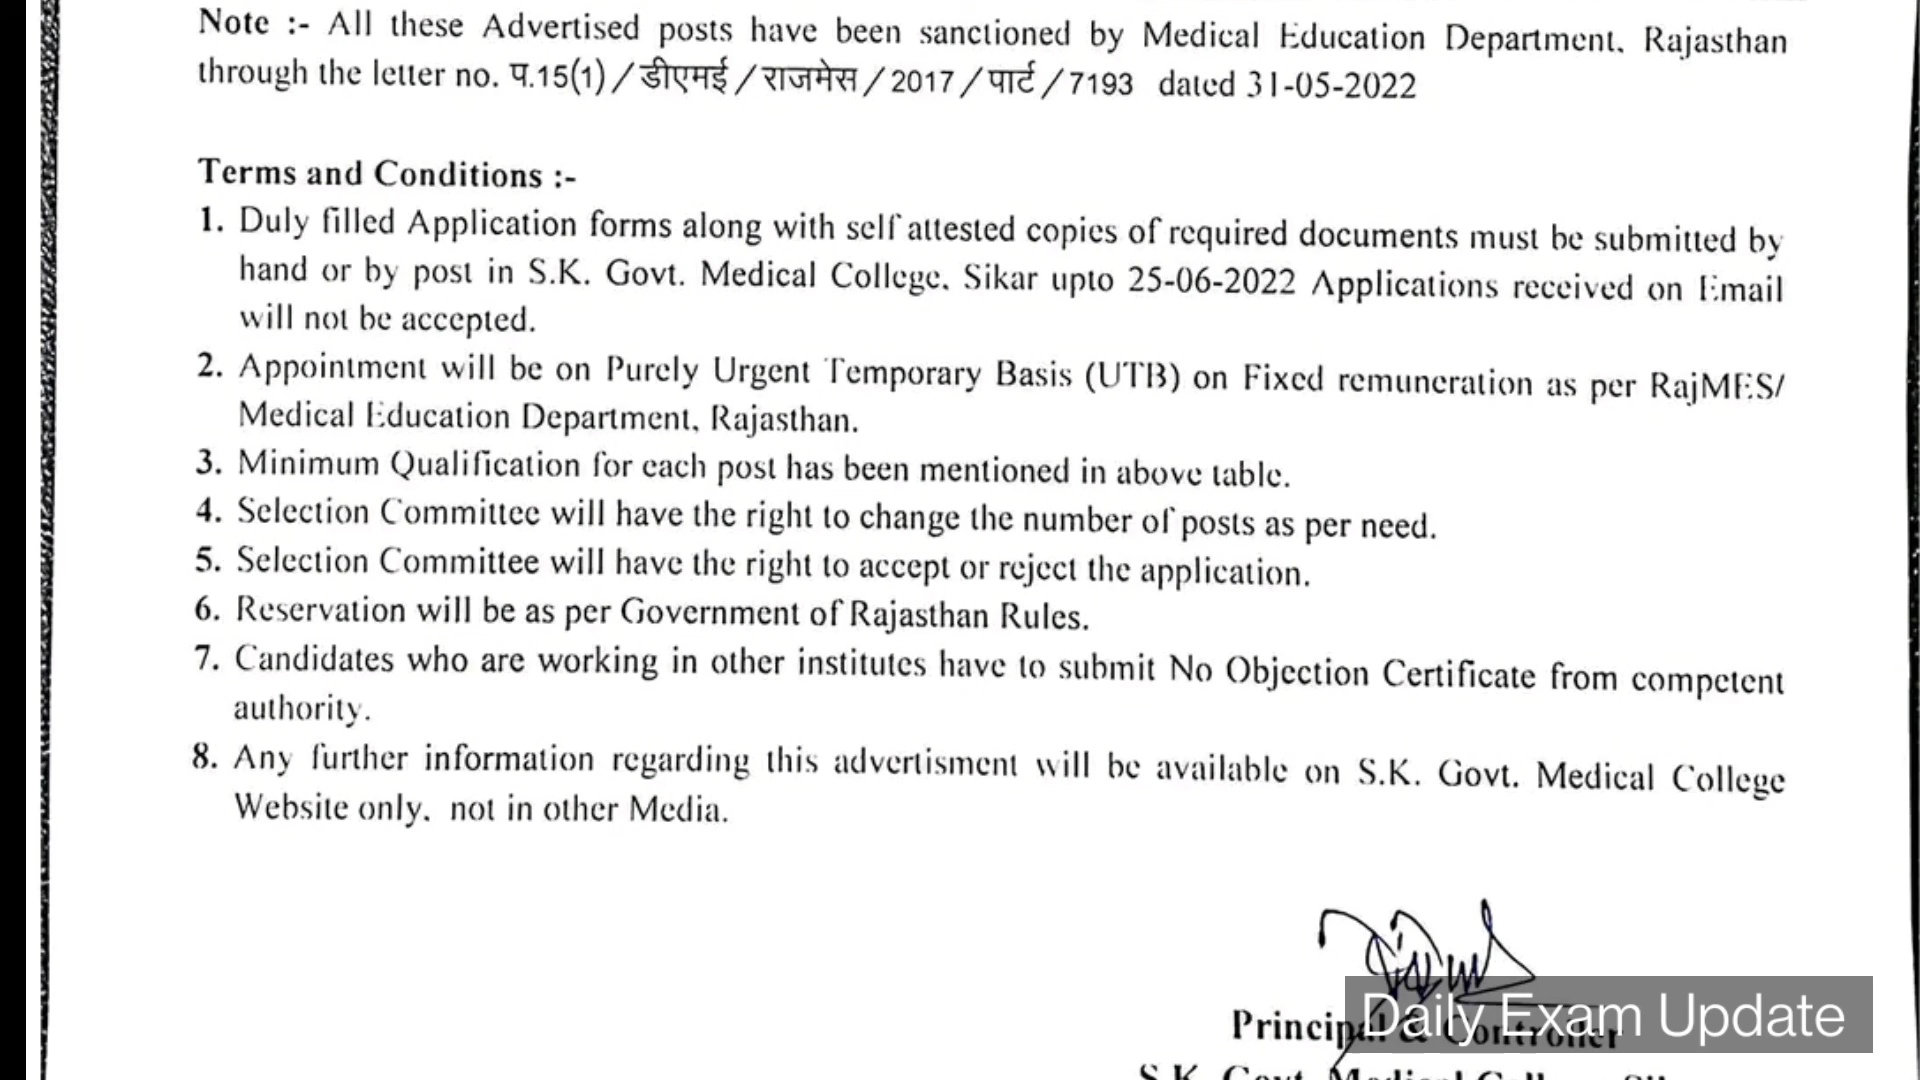 Note :- All these Advertised posts have been sanctioned by Medical Education Department, Rajasthan
through the letter no. प.15(1)/डीएमई/राजमेस/2017/पार्ट/7193 dated 31-05-2022
Terms and Conditions :-
1. Duly filled Application forms along with self attested copies of required documents must be submitted by
hand or by post in S.K. Govt. Medical College, Sikar upto 25-06-2022 Applications received on Email
will not be accepted.
2. Appointment will be on Purely Urgent Temporary Basis (UTB) on Fixed remuneration as per RajMES/
Medical Education Department, Rajasthan.
3. Minimum Qualification for each post has been mentioned in above table.
4. Selection Committee will have the right to change the number of posts as per need.
5. Selection Committee will have the right to accept or reject the application.
6. Reservation will be as per Government of Rajasthan Rules.
7. Candidates who are working in other institutes have to submit No Objection Certificate from competent
authority.
8. Any further information regarding this advertisment will be available on S.K. Govt. Medical College
Website only, not in other Media.
Principal & Controller
Daily Exam Update
S.K. Govt. Medical College